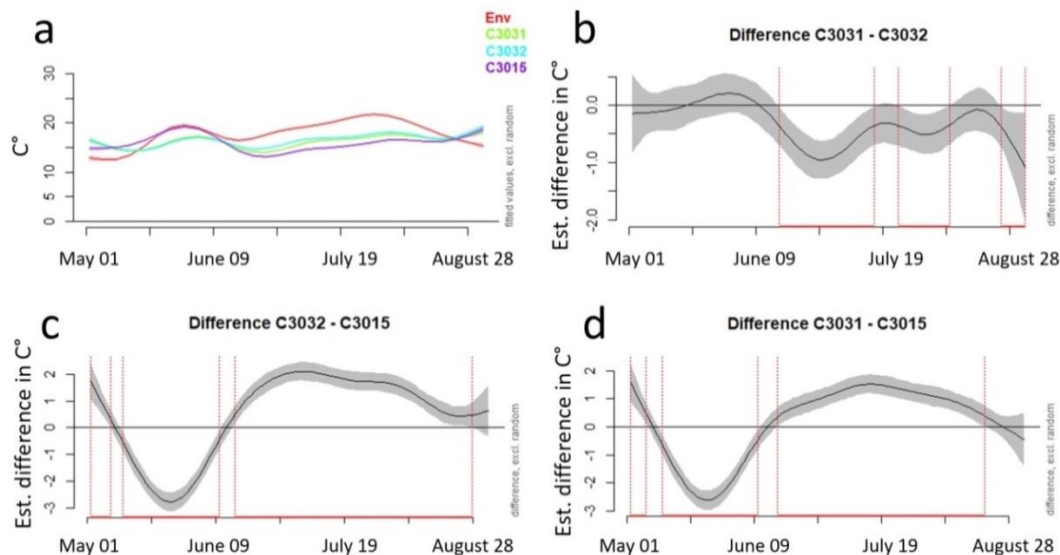 a
Env
C3031
C3032
C3015
C°
30
20
10
0
fitted values, excl. random
May 01 June 09 July 19 August 28
b
Difference C3031 - C3032
Est. difference in C°
0.0
-1.0
-2.0
difference, excl. random
May 01 June 09 July 19 August 28
c
Difference C3032 - C3015
Est. difference in C°
2
1
0
-1
-2
-3
difference, excl. random
May 01 June 09 July 19 August 28
d
Difference C3031 - C3015
Est. difference in C°
2
1
0
-1
-2
-3
difference, excl. random
May 01 June 09 July 19 August 28